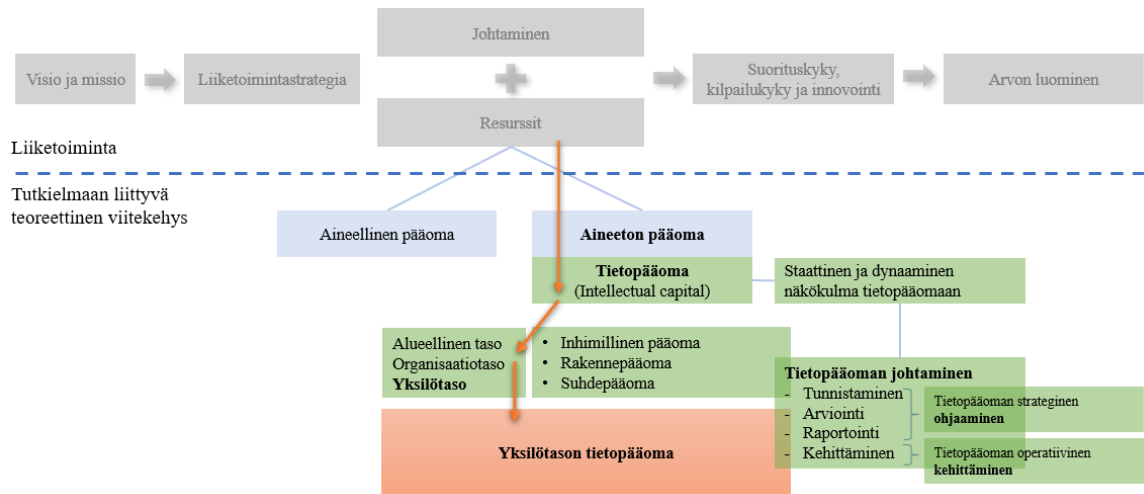 Johtaminen
Visio ja missio
Liiketoimintastrategia
Suorituskyky,
kilpailukyky ja innovointi
Arvon luominen
Resurssit
Liiketoiminta
Tutkielmaan liittyvä
teoreettinen viitekehys
Aineellinen pääoma
Aineeton pääoma
Tietopääoma
(Intellectual capital)
Staattinen ja dynaaminen
näkökulma tietopääomaan
Alueellinen taso
Organisaatiotaso
Yksilötaso
• Inhimillinen pääoma
• Rakennepääoma
• Suhdepääoma
Tietopääoman johtaminen
- Tunnistaminen
- Arviointi
- Raportointi
- Kehittäminen
Tietopääoman strateginen
ohjaaminen
Tietopääoman operatiivinen
kehittäminen
Yksilötason tietopääoma